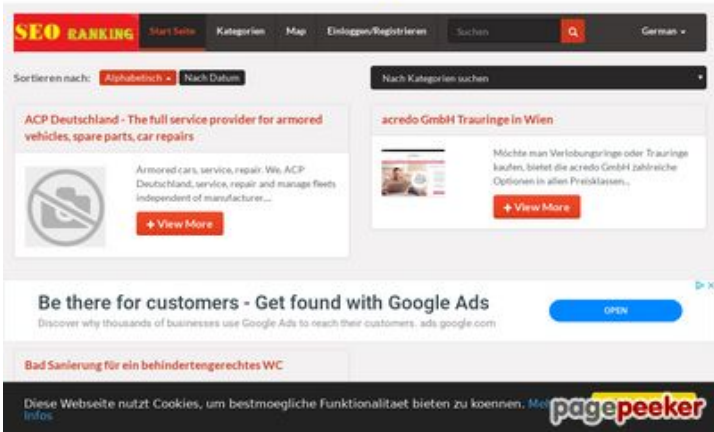 SEO RANKING
Start Seite Kategorien Map Einloggen/Registrieren Suchen German
Sortieren nach: Alphabetisch Nach Datum Nach Kategorien suchen
ACP Deutschland - The full service provider for armored
vehicles, spare parts, car repairs
Armored cars, service, repair. We, ACP
Deutschland, service, repair and manage fleets
independent of manufacturer....
+ View More
acredo GmbH Trauringe in Wien
Möchte man Verlobungsringe oder Trauringe
kaufen, bietet die acredo GmbH zahlreiche
Optionen in allen Preisklassen...
+ View More
Be there for customers - Get found with Google Ads
Discover why thousands of businesses use Google Ads to reach their customers. ads.google.com
OPEN
Bad Sanierung für ein behindertengerechtes WC
Diese Webseite nutzt Cookies, um bestmoegliche Funktionalitaet bieten zu koennen.
Infos
pagepeeker